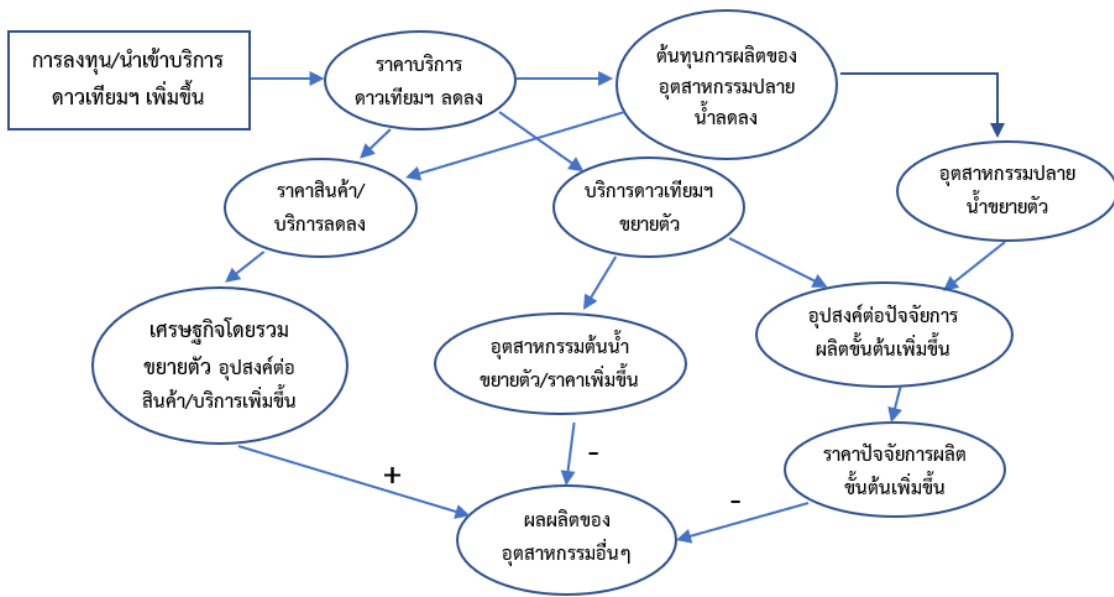 การลงทุน/นำเข้าบริการ
ดาวเทียมฯ เพิ่มขึ้น
ราคาบริการ
ดาวเทียมฯ ลดลง
ต้นทุนการผลิตของ
อุตสาหกรรมปลาย
น้ำลดลง
ราคาสินค้า/
บริการลดลง
บริการดาวเทียมฯ
ขยายตัว
อุตสาหกรรมปลาย
น้ำขยายตัว
เศรษฐกิจโดยรวม
ขยายตัว อุปสงค์ต่อ
สินค้า/บริการเพิ่มขึ้น
อุตสาหกรรมต้นน้ำ
ขยายตัว/ราคาเพิ่มขึ้น
อุปสงค์ต่อปัจจัยการ
ผลิตขั้นต้นเพิ่มขึ้น
ราคาปัจจัยการผลิต
ขั้นต้นเพิ่มขึ้น
+
-
-
ผลผลิตของ
อุตสาหกรรมอื่นๆ